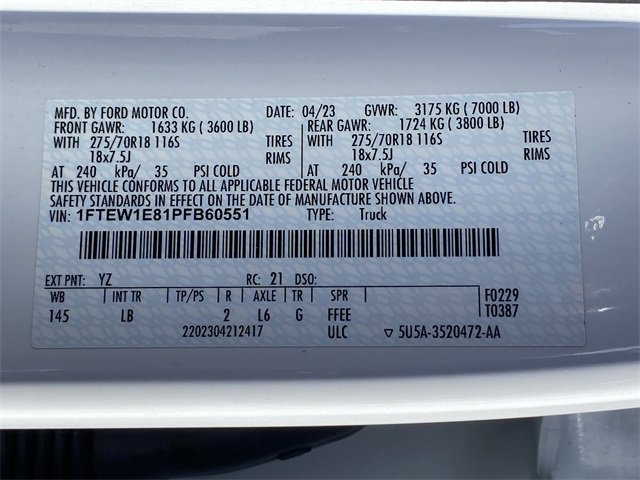 MFD. BY FORD MOTOR CO. DATE: 04/23 GVWR: 3175 KG ( 7000 LB)
FRONT GAWR: 1633 KG ( 3600 LB) REAR GAWR: 1724 KG ( 3800 LB)
WITH 275/70R18 116S TIRES WITH 275/70R18 116S TIRES
18x7.5J RIMS 18x7.5J RIMS
AT 240 kPa/ 35 PSI COLD AT 240 kPa/ 35 PSI COLD
THIS VEHICLE CONFORMS TO ALL APPLICABLE FEDERAL MOTOR VEHICLE
SAFETY STANDARDS IN EFFECT ON THE DATE OF MANUFACTURE SHOWN ABOVE.
VIN: 1FTEW1E81PFB60551 TYPE: Truck
EXT PNT: YZ RC: 21 DSO:
WB INT TR TP/PS R AXLE TR SPR F0229
145 LB 2 L6 G FFEE T0387
2202304212417 ULC ▽ 5U5A-3520472-AA